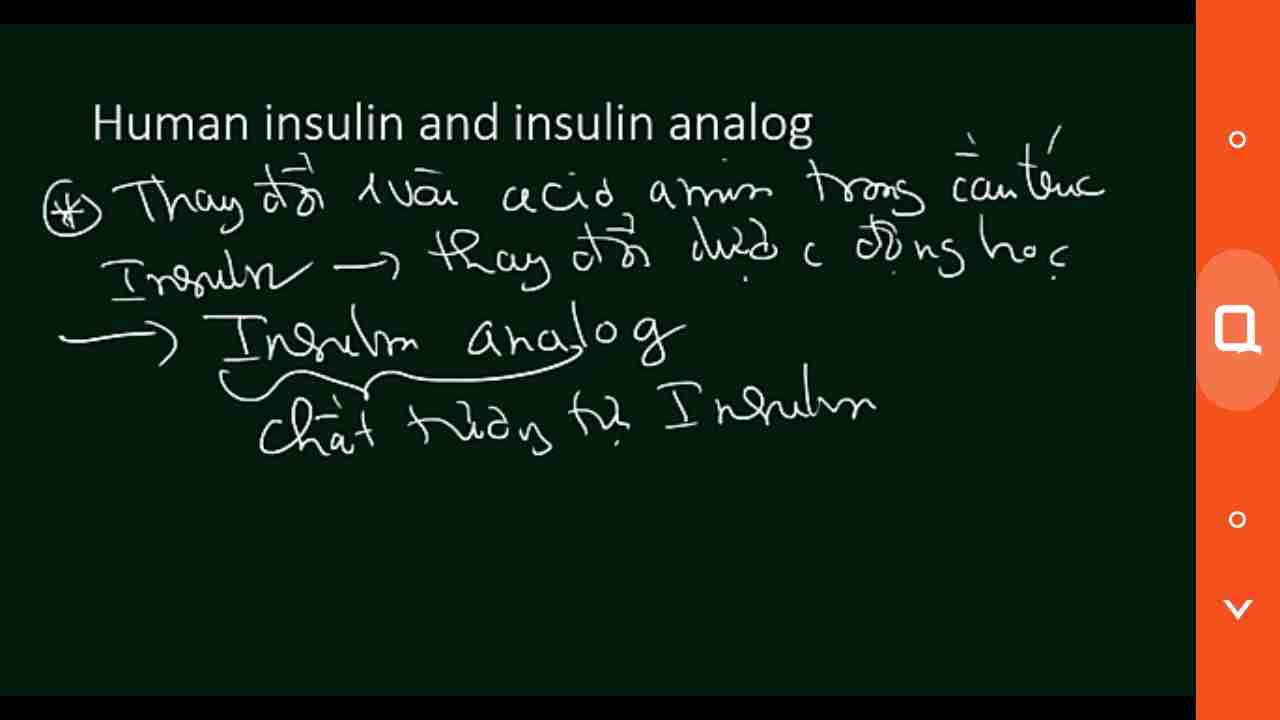 Human insulin and insulin analog
* Thay đổi 1 vài acid amin trong cấu trúc
Insulin → thay đổi dược động học
→ Insulin analog
chất tương tự Insulin